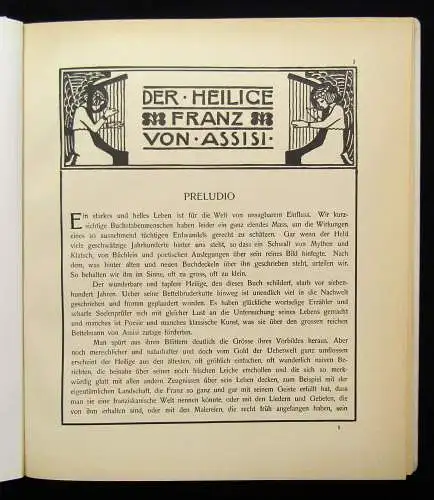 1
DER · HEILIGE
FRANZ
VON · ASSISI ·
PRELUDIO
Ein starkes und helles Leben ist für die Welt von unsagbarem Einfluss. Wir kurz-
sichtige Buchstabenmenschen haben leider ein ganz elendes Mass, um die Wirkungen
eines so ausnehmend tüchtigen Erdwandels gerecht zu schätzen. Gar wenn der Held
viele geschwätzige Jahrhunderte hinter uns steht, so dass ein Schwall von Mythen und
Klatsch, von Büchlein und poetischen Auslegungen über sein reines Bild hinfegte. Nach
dem, was hinter alten und neuen Buchdeckeln über ihn geschrieben steht, urteilen wir.
So behalten wir ihn im Sinne, oft zu gross, oft zu klein.
Der wunderbare und tapfere Heilige, den dieses Buch schildert, starb vor sieben-
hundert Jahren. Ueber seine Bettelbruderkutte hinweg ist unliebsam viel in die Nachwelt
geschrieben und fromm geplaudert worden. Es haben glückliche wortselige Erzähler und
scharfe Seelenprüfer sich mit gleicher Lust an die Untersuchung seines Lebens gemacht
und manches ist Poesie und manches klassische Kunst, was sie über den grossen reichen
Bettelmann von Assisi zutage förderten.
Man spürt aus ihren Blättern deutlich die Grösse ihres Vorbildes heraus. Aber
noch menschlicher und naturhafter und doch vom Gold der Ueberwelt ganz umflossen
erscheint der Heilige aus den ältesten, oft gröblich einfachen, oft wunderlich naiven Be-
richten, die beinahe über seiner noch frischen Leiche erschollen und die sich so merk-
würdig glatt mit allen andern Zeugnissen über sein Leben decken, zum Beispiel mit der
eigentümlichen Landschaft, die Franz so ganz und gar mit seinem Geiste erfüllt hat, dass
man sie eine franziskanische Welt nennen könnte, oder mit den Liedern und Gebeten, die
von ihm erhalten sind, oder mit den Malereien, die recht früh angefangen haben, sein